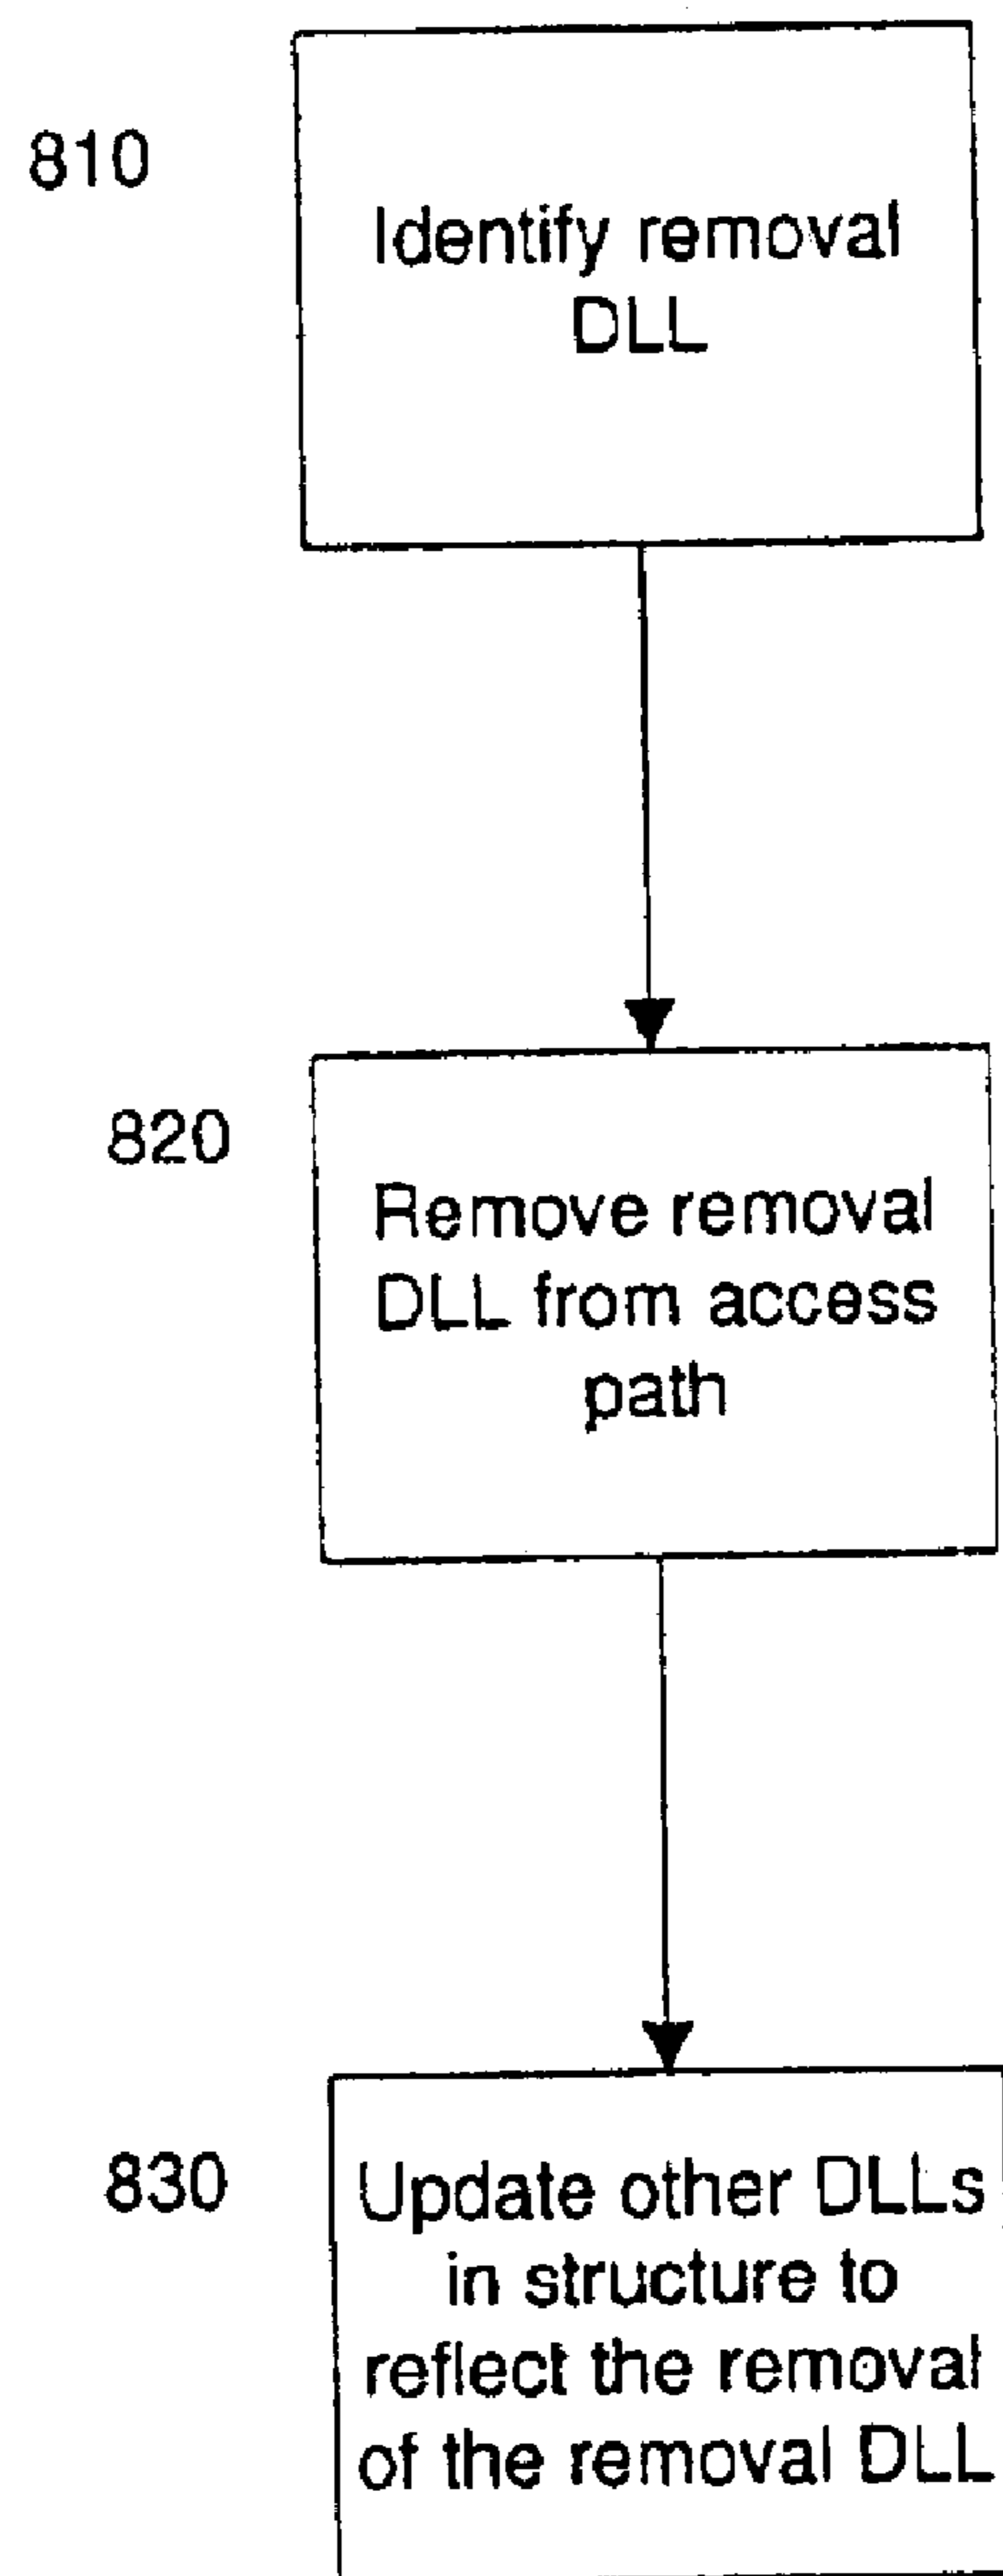 810
Identify removal
DLL
820
Remove removal
DLL from access
path
830
Update other DLLs
in structure to
reflect the removal
of the removal DLL